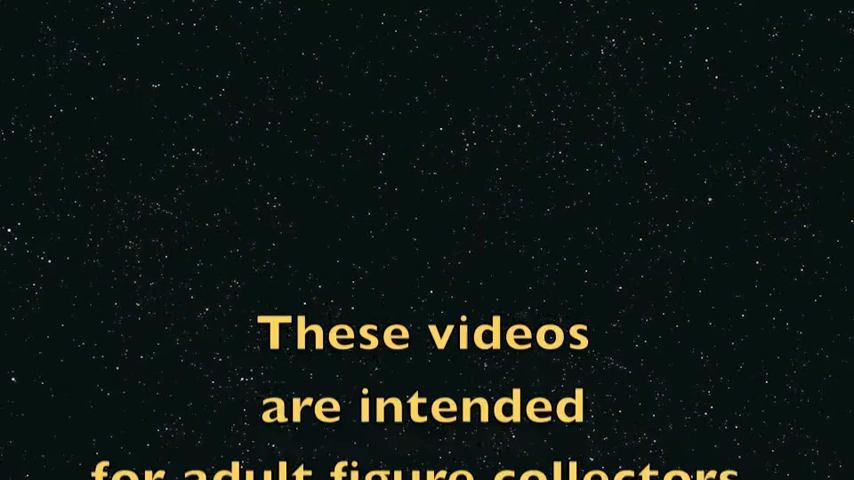 These videos
are intended
for adult figure collectors